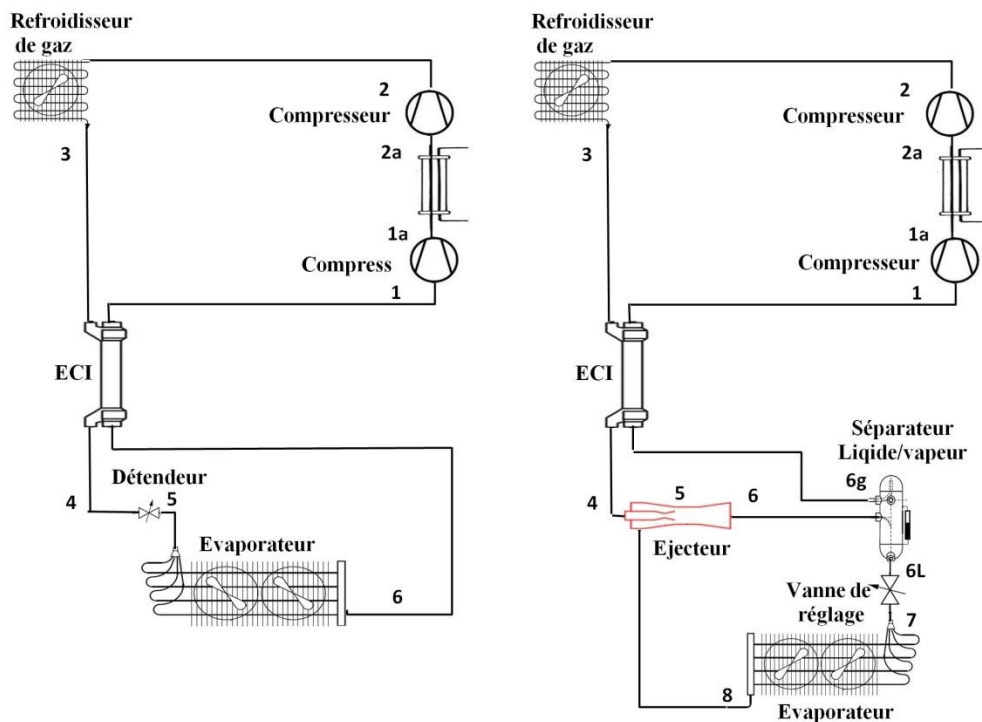 Refroidisseur
de gaz
2
Compresseur
2a
3
1a
Compress
1
ECI
Détendeur
4
5
Evaporateur
6
Refroidisseur
de gaz
2
Compresseur
2a
3
1a
Compresseur
1
ECI
Séparateur
Liqide/vapeur
6g
4
5
6
Ejecteur
6L
Vanne de
réglage
7
8
Evaporateur